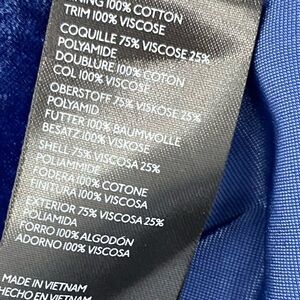 NING 100% COTTON
TRIM 100% VISCOSE
COQUILLE 75% VISCOSE 25%
POLYAMIDE
DOUBLURE 100% COTON
COL 100% VISCOSE
OBERSTOFF 75% VISKOSE 25%
POLYAMID
FUTTER 100% BAUMWOLLE
BESATZ 100% VISKOSE
SHELL 75% VISCOSA 25%
POLIAMMIDE
FODERA 100% COTONE
FINITURA 100% VISCOSA
EXTERIOR 75% VISCOSA 25%
POLIAMIDA
FORRO 100% ALGODÓN
ADORNO 100% VISCOSA
MADE IN VIETNAM
HECHO EN VIETNAM